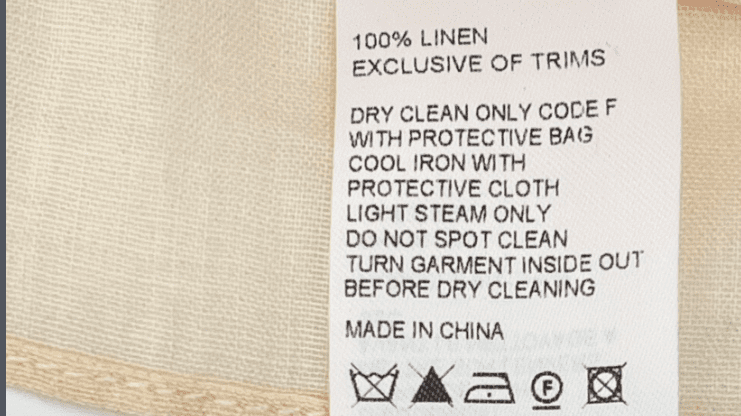 100% LINEN
EXCLUSIVE OF TRIMS
DRY CLEAN ONLY CODE F
WITH PROTECTIVE BAG
COOL IRON WITH
PROTECTIVE CLOTH
LIGHT STEAM ONLY
DO NOT SPOT CLEAN
TURN GARMENT INSIDE OUT
BEFORE DRY CLEANING
MADE IN CHINA
F